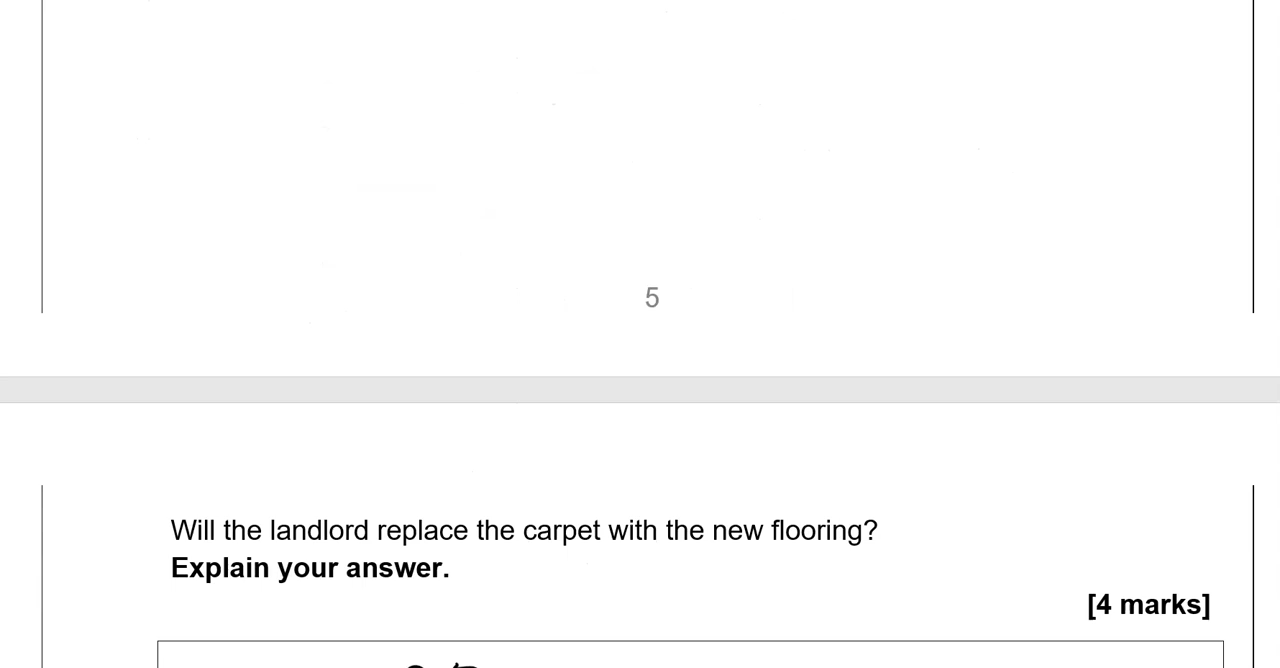 5
Will the landlord replace the carpet with the new flooring?
Explain your answer.
[4 marks]